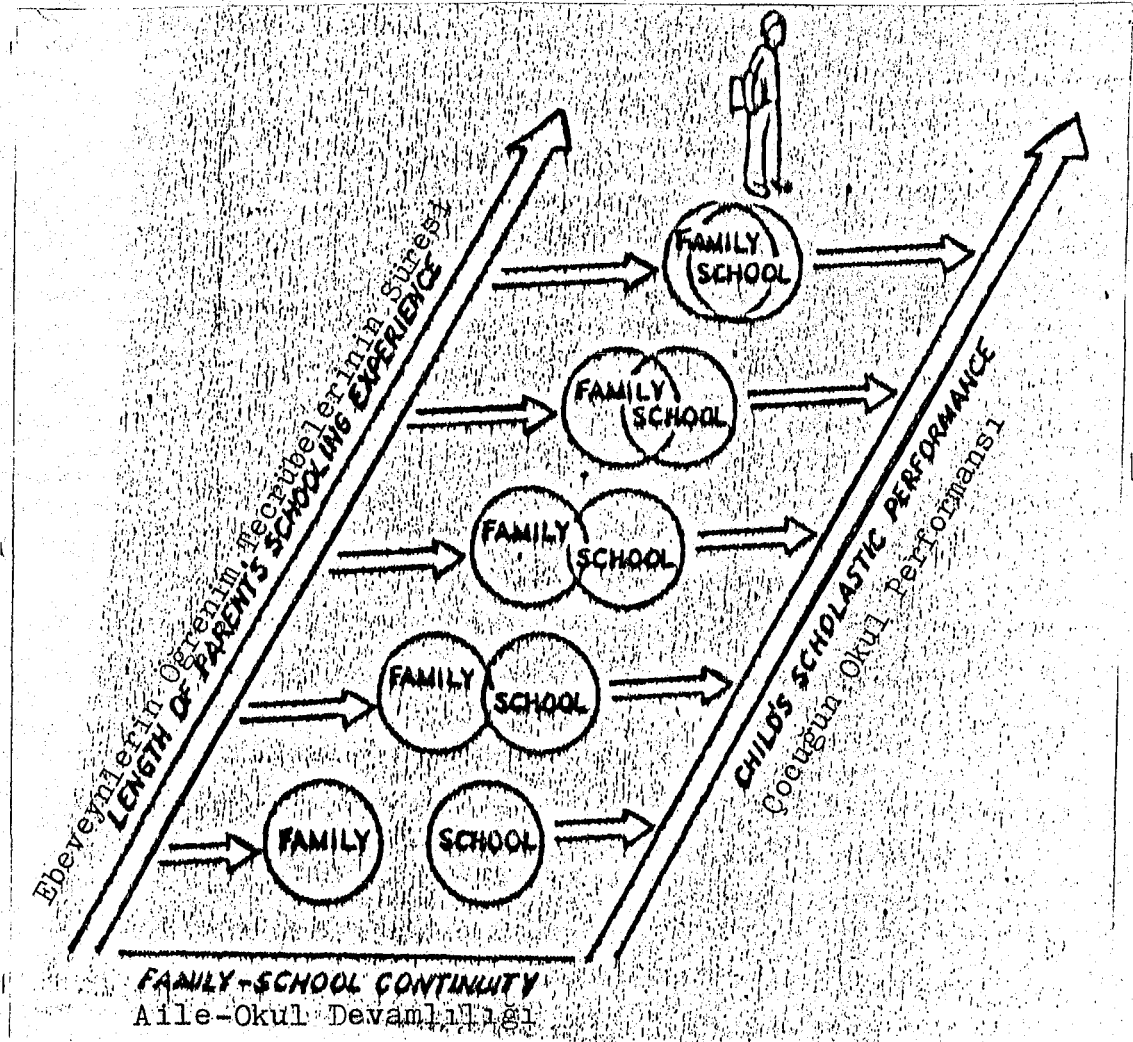 Ebeveynlerin Öğrenim Tecrübelerinin Süresi
LENGTH OF PARENT'S SCHOOLING EXPERIENCE
FAMILY
SCHOOL
FAMILY
SCHOOL
FAMILY
SCHOOL
FAMILY
SCHOOL
FAMILY
SCHOOL
CHILD'S SCHOLASTIC PERFORMANCE
Çocuğun Okul Performansı
FAMILY-SCHOOL CONTINUITY
Aile-Okul Devamlılığı